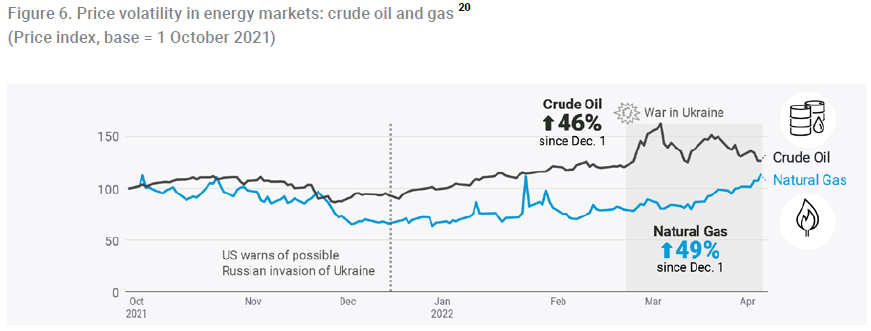 Figure 6. Price volatility in energy markets: crude oil and gas 20
(Price index, base = 1 October 2021)
Crude Oil
46%
since Dec. 1
War in Ukraine
150
100
50
0
Crude Oil
Natural Gas
US warns of possible
Russian invasion of Ukraine
Natural Gas
49%
since Dec. 1
Oct
2021
Nov
Dec
Jan
2022
Feb
Mar
Apr